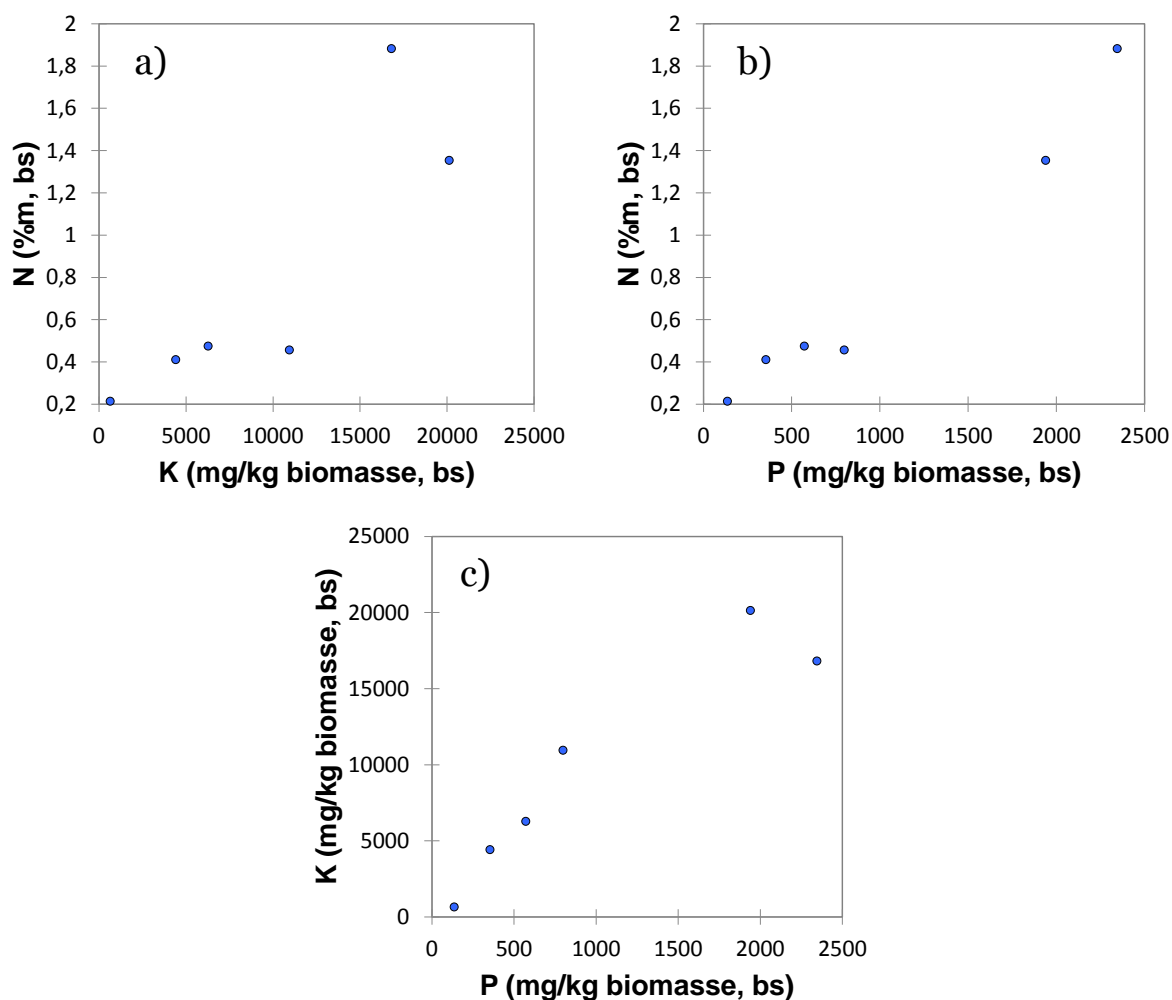 a)
2
1,8
1,6
1,4
1,2
1
0,8
0,6
0,4
0,2
0 5000 10000 15000 20000 25000
N (%m, bs)
K (mg/kg biomasse, bs)
b)
2
1,8
1,6
1,4
1,2
1
0,8
0,6
0,4
0,2
0 500 1000 1500 2000 2500
N (%m, bs)
P (mg/kg biomasse, bs)
c)
25000
20000
15000
10000
5000
0
0 500 1000 1500 2000 2500
K (mg/kg biomasse, bs)
P (mg/kg biomasse, bs)